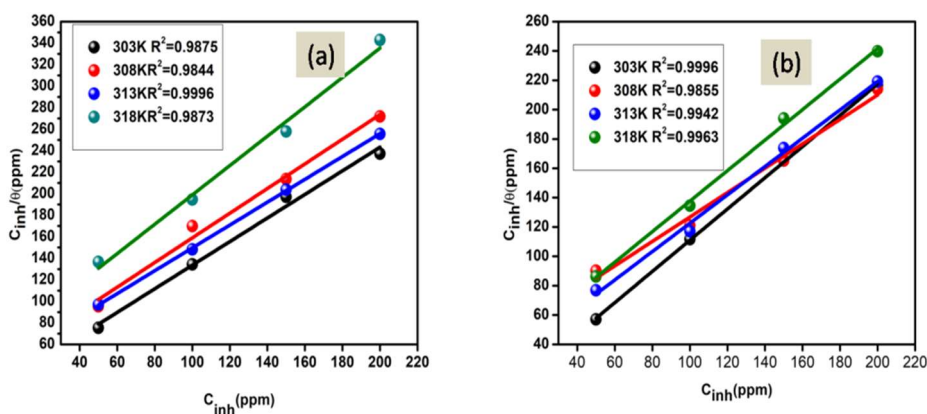 360
340
320
300
280
260
240
220
200
180
160
140
120
100
80
60
C_inh/θ(ppm)
303K R²=0.9875
308KR²=0.9844
313KR²=0.9996
318KR²=0.9873
(a)
40 60 80 100 120 140 160 180 200 220
C_inh(ppm)
260
240
220
200
180
160
140
120
100
80
60
40
C_inh/θ(ppm)
303K R²=0.9996
308K R²=0.9855
313K R²=0.9942
318K R²=0.9963
(b)
40 60 80 100 120 140 160 180 200 220
C_inh(ppm)